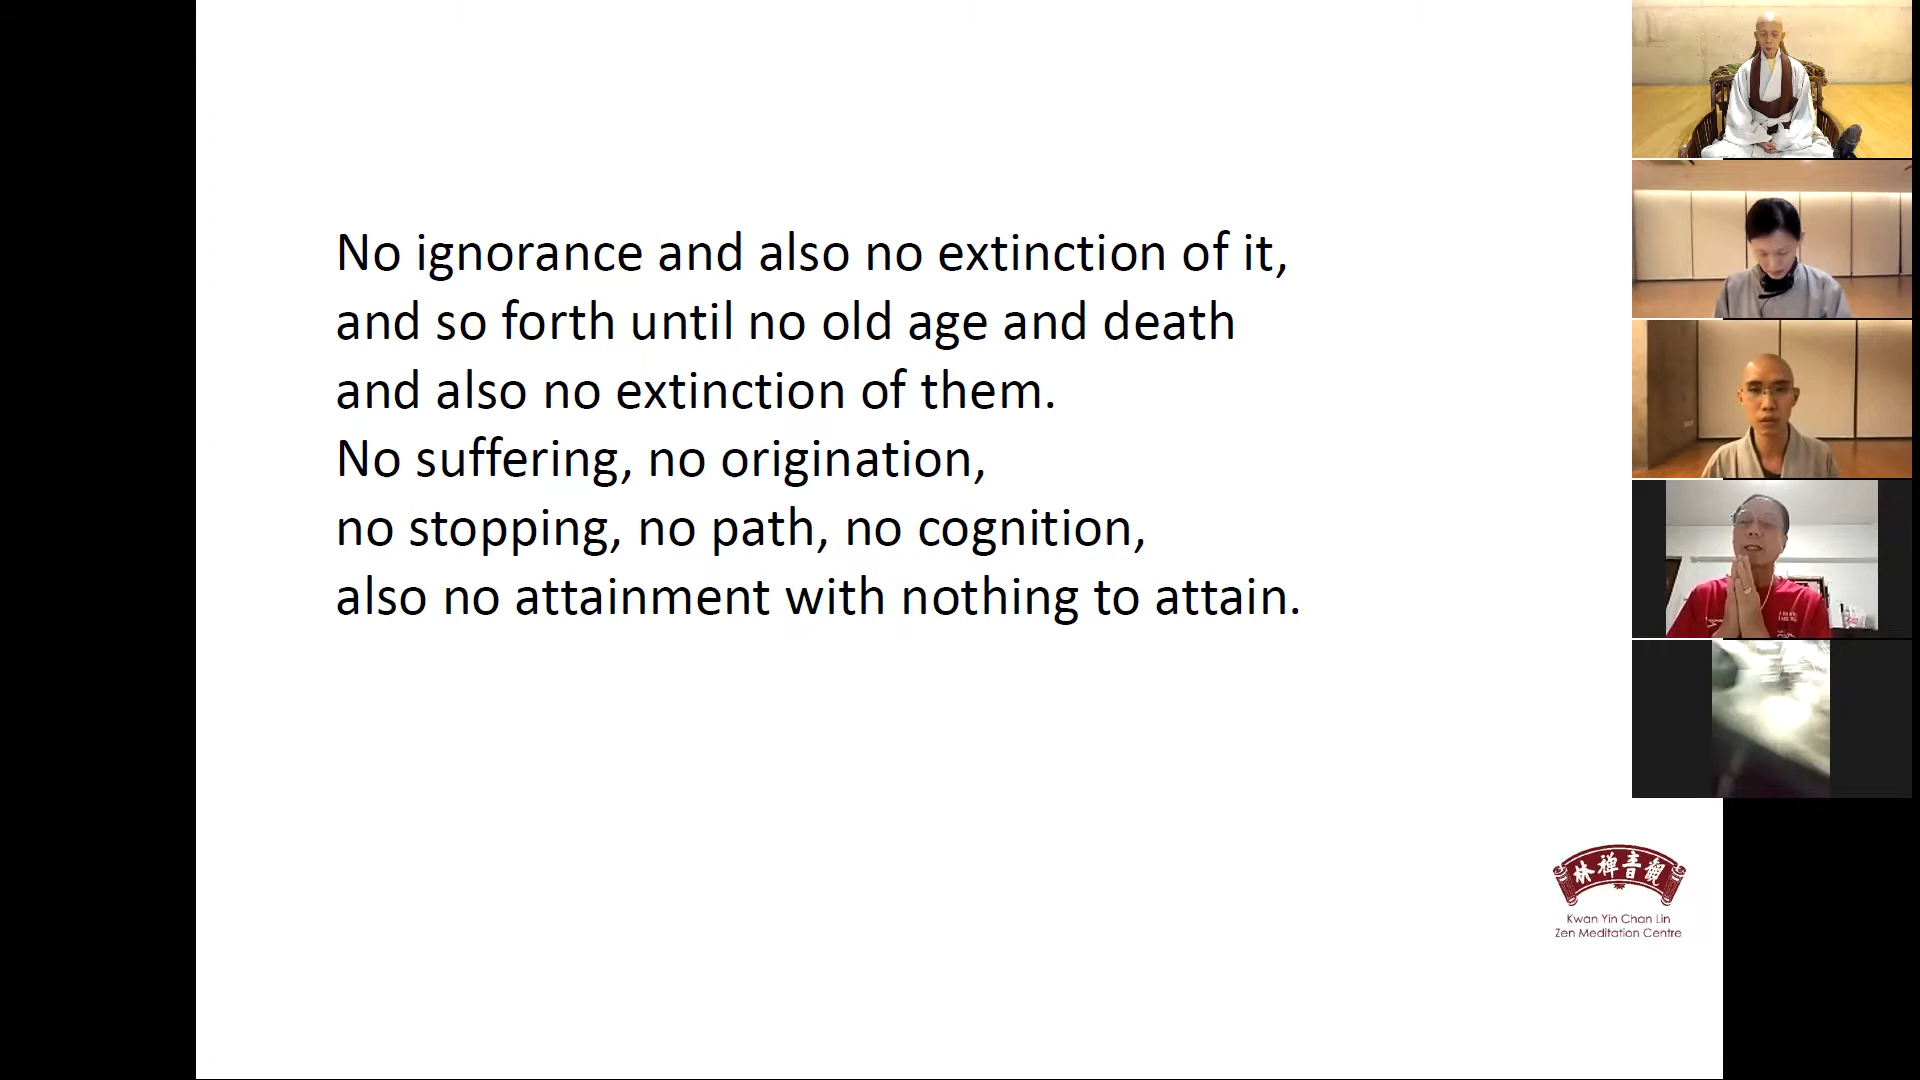 No ignorance and also no extinction of it,
and so forth until no old age and death
and also no extinction of them.
No suffering, no origination,
no stopping, no path, no cognition,
also no attainment with nothing to attain.
林禅音觀
Kwan Yin Chan Lin
Zen Meditation Centre